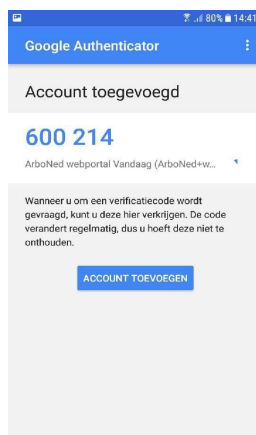 80% 14:41
Google Authenticator
Account toegevoegd
600 214
ArboNed webportal Vandaag (ArboNed+w...
Wanneer u om een verificatiecode wordt
gevraagd, kunt u deze hier verkrijgen. De code
verandert regelmatig, dus u hoeft deze niet te
onthouden.
ACCOUNT TOEVOEGEN